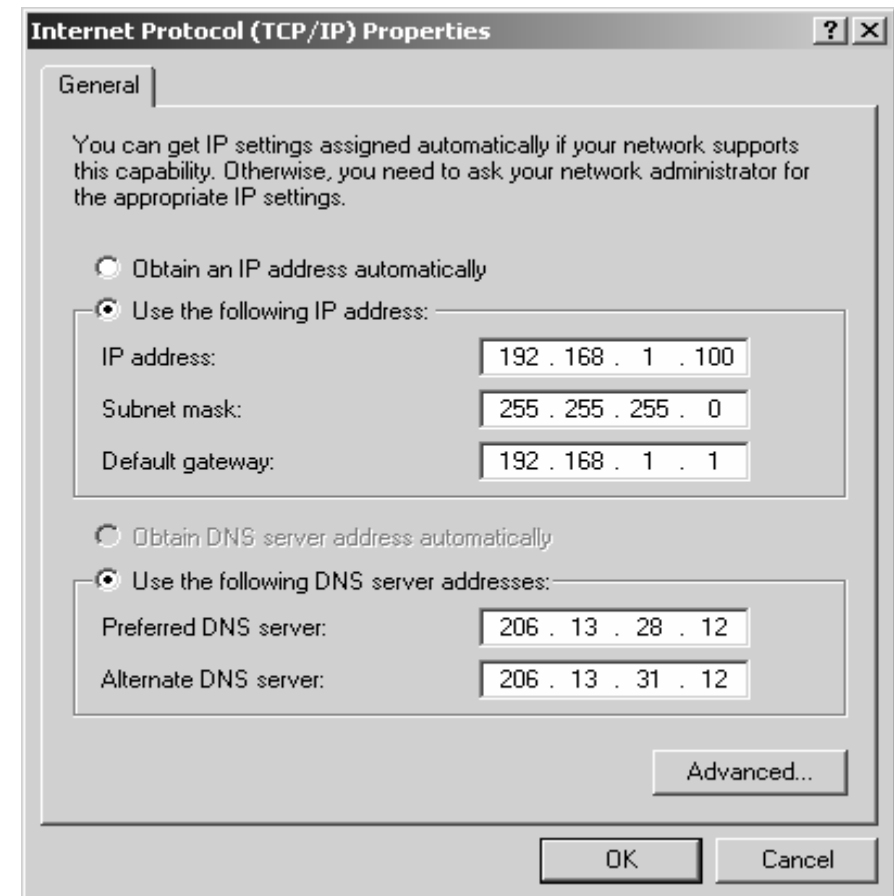 Internet Protocol (TCP/IP) Properties
General
You can get IP settings assigned automatically if your network supports
this capability. Otherwise, you need to ask your network administrator for
the appropriate IP settings.
Obtain an IP address automatically
Use the following IP address:
IP address: 192 . 168 . 1 . 100
Subnet mask: 255 . 255 . 255 . 0
Default gateway: 192 . 168 . 1 . 1
Obtain DNS server address automatically
Use the following DNS server addresses:
Preferred DNS server: 206 . 13 . 28 . 12
Alternate DNS server: 206 . 13 . 31 . 12
Advanced...
OK Cancel